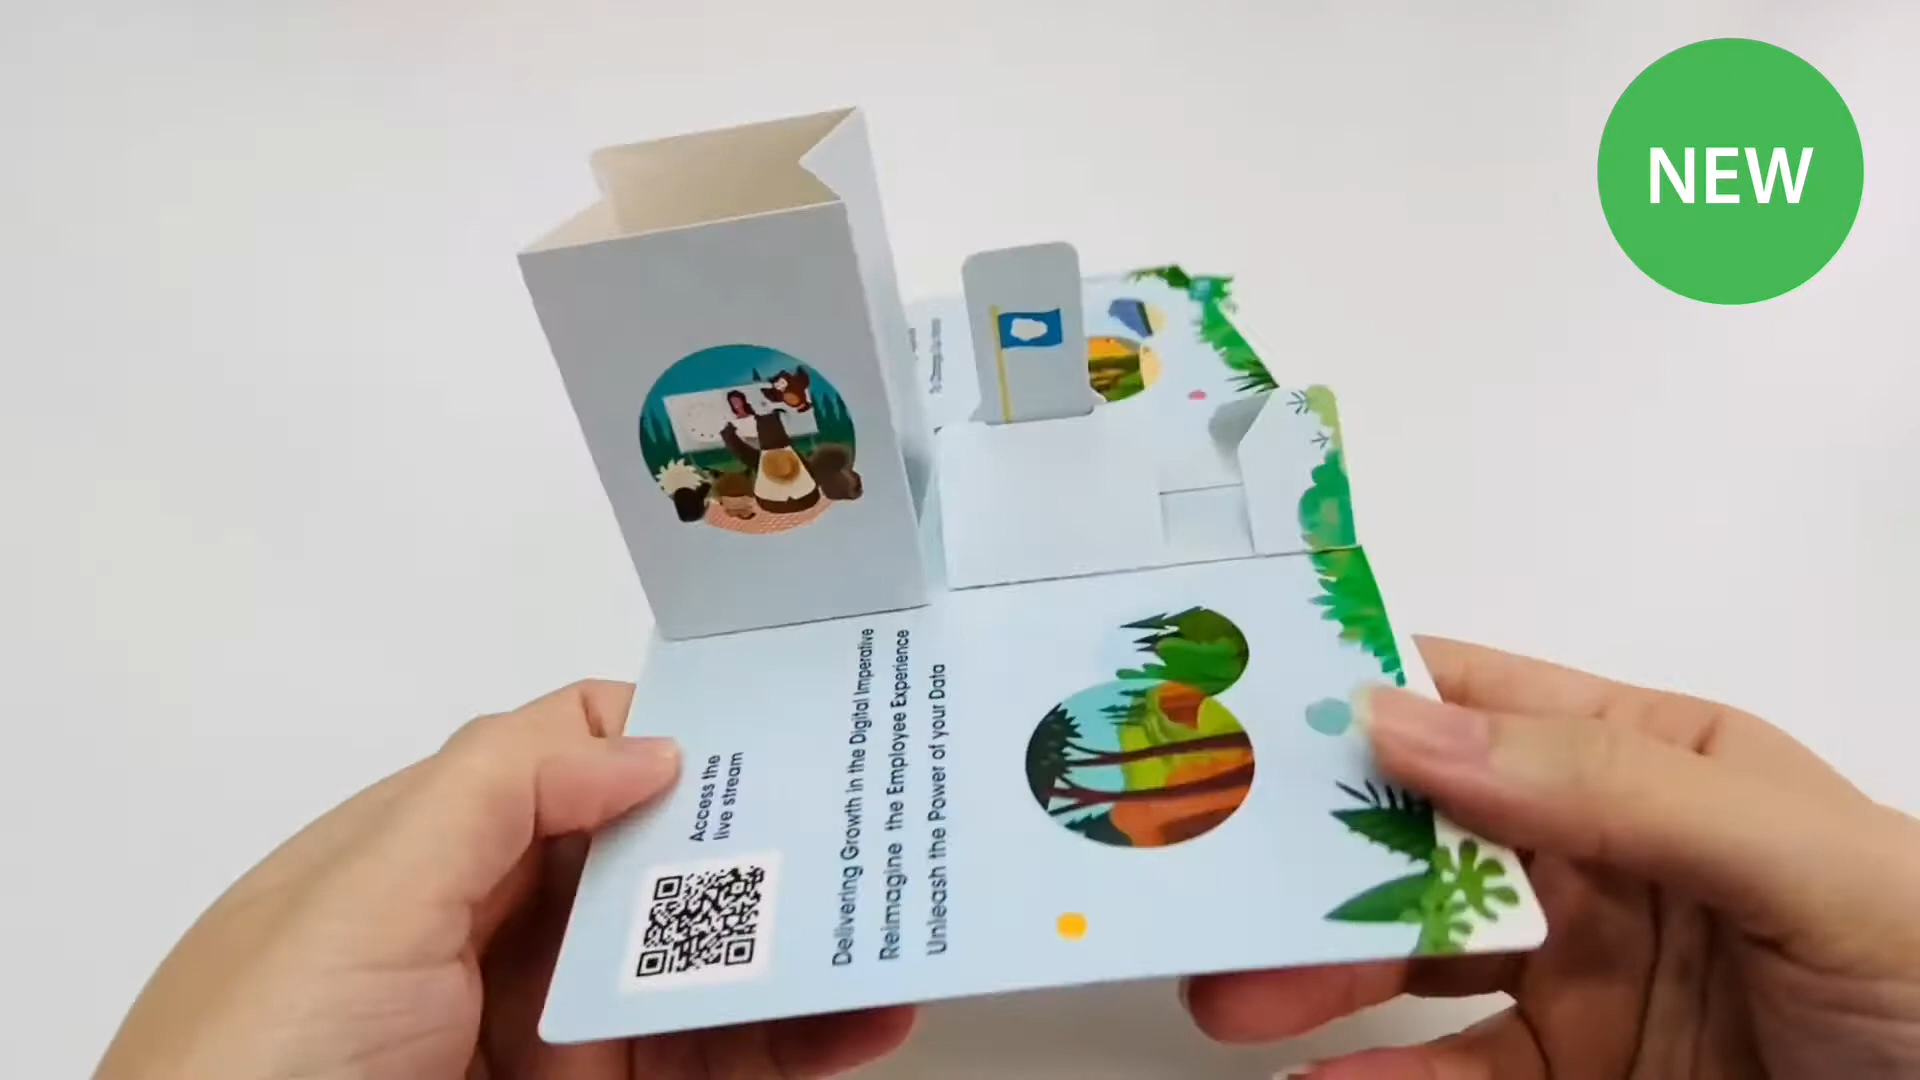 NEW
Access the
live stream
Delivering Growth in the Digital Imperative
Reimagine the Employee Experience
Unleash the Power of your Data